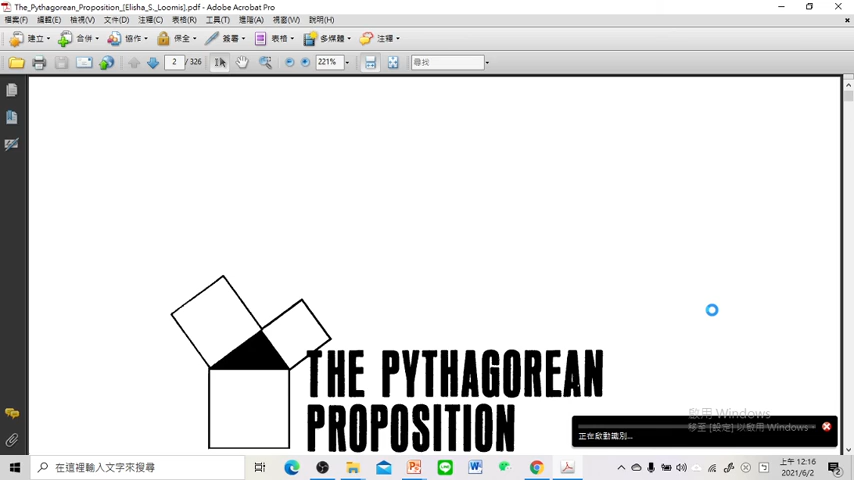 The_Pythagorean_Proposition_{Elisha_S._Loomis}.pdf - Adobe Acrobat Pro
檔案(F) 編輯(E) 檢視(V) 文件(D) 注釋(C) 表格(R) 工具(T) 進階(A) 視窗(W) 說明(H)
建立 合併 協作 保全 簽署 表格 多媒體 注釋
2 / 326 221% 尋找
THE PYTHAGOREAN
PROPOSITION
啟用 Windows
移至 [設定] 以啟用 Windows
正在啟動識別...
在這裡輸入文字來搜尋
上午 12:16
2021/6/2
2